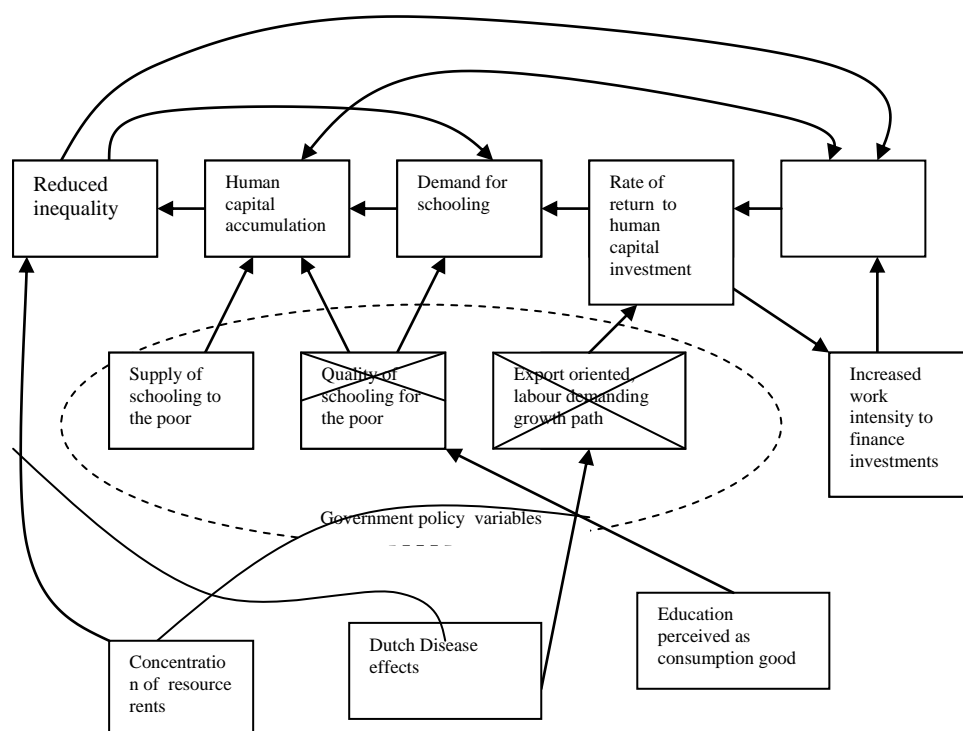 Reduced
inequality
Human
capital
accumulation
Demand for
schooling
Rate of
return to
human
capital
investment
Supply of
schooling to
the poor
Quality of
schooling for
the poor
Export oriented,
labour demanding
growth path
Increased
work
intensity to
finance
investments
Government policy variables
Concentratio
n of resource
rents
Dutch Disease
effects
Education
perceived as
consumption good